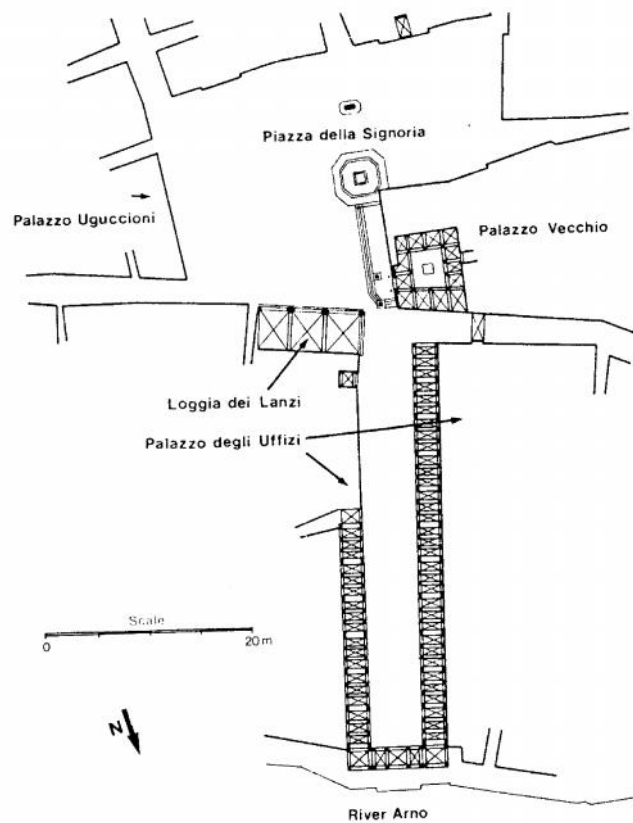 Piazza della Signoria
Palazzo Uguccioni
Palazzo Vecchio
Loggia dei Lanzi
Palazzo degli Uffizi
Scale
0 20m
N
River Arno